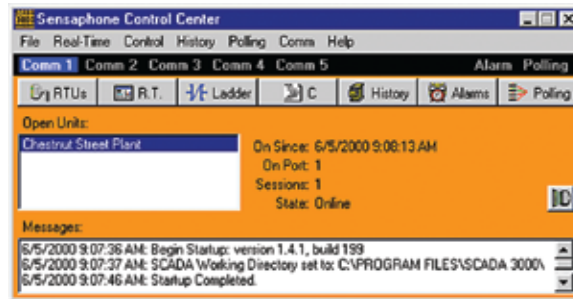 Sensaphone Control Center
File Real-Time Control History Polling Comm Help
Comm 1 Comm 2 Comm 3 Comm 4 Comm 5 Alarm Polling
RTUs R.T. Ladder C History Alarms Polling
Open Units:
Chestnut Street Plant
On Since: 6/5/2000 9:08:13 AM
On Port: 1
Sessions: 1
State: Online
Messages:
6/5/2000 9:07:36 AM: Begin Startup: version 1.4.1, build 199
6/5/2000 9:07:37 AM: SCADA Working Directory set to: C:\PROGRAM FILES\SCADA 3000\
6/5/2000 9:07:46 AM: Startup Completed.